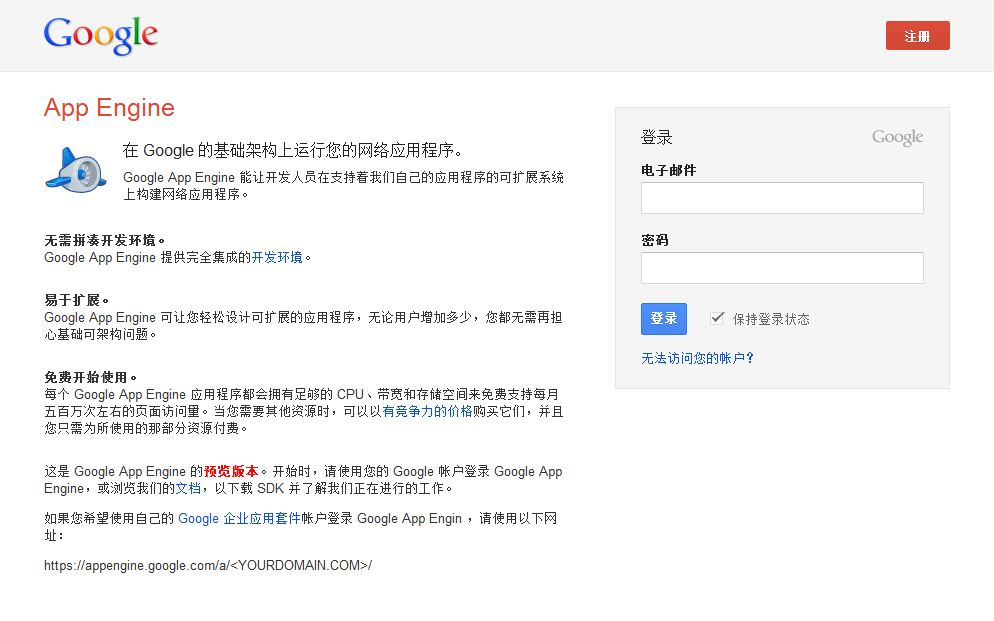 Google
注册
App Engine
在 Google 的基础架构上运行您的网络应用程序。
Google App Engine 能让开发人员在支持着我们自己的应用程序的可扩展系统
上构建网络应用程序。
无需拼凑开发环境。
Google App Engine 提供完全集成的开发环境。
易于扩展。
Google App Engine 可让您轻松设计可扩展的应用程序，无论用户增加多少，您都无需再担
心基础可架构问题。
免费开始使用。
每个 Google App Engine 应用程序都会拥有足够的 CPU、带宽和存储空间来免费支持每月
五百万次左右的页面访问量。当您需要其他资源时，可以以有竞争力的价格购买它们，并且
您只需为所使用的那部分资源付费。
这是 Google App Engine 的预览版本。开始时，请使用您的 Google 帐户登录 Google App
Engine，或浏览我们的文档，以下载 SDK 并了解我们正在进行的工作。
如果您希望使用自己的 Google 企业应用套件帐户登录 Google App Engin ，请使用以下网
址：
https://appengine.google.com/a/<YOURDOMAIN.COM>/
登录 Google
电子邮件
密码
登录 保持登录状态
无法访问您的帐户？